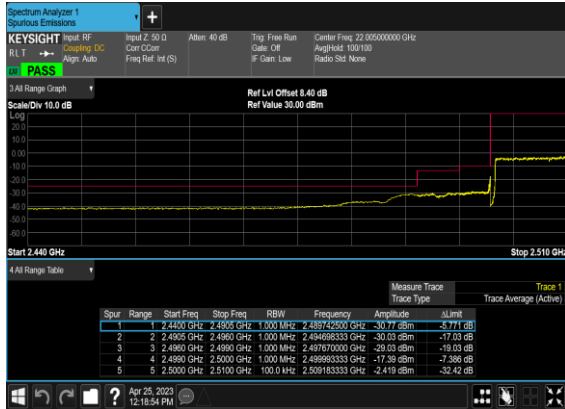 Spectrum Analyzer 1
Spurious Emissions
+
KEYSIGHT Input: RF Input Z: 50 Ω Atten: 40 dB Trig: Free Run Center Freq: 22.005000000 GHz
RLT Coupling: DC Corr CCorr Gate: Off Avg|Hold: 100/100
Align: Auto Freq Ref: Int (S) IF Gain: Low Radio Std: None
PASS
3 All Range Graph
Ref Lvl Offset 8.40 dB
Scale/Div 10.0 dB Ref Value 30.00 dBm
Log
20.0
10.0
0.00
-10.0
-20.0
-30.0
-40.0
-50.0
-60.0
Start 2.440 GHz Stop 2.510 GHz
4 All Range Table
Measure Trace Trace 1
Trace Type Trace Average (Active)
Spur Range Start Freq Stop Freq RBW Frequency Amplitude ΔLimit
1 1 2.4400 GHz 2.4905 GHz 1.000 MHz 2.489742500 GHz -30.77 dBm -5.771 dB
2 2 2.4905 GHz 2.4960 GHz 1.000 MHz 2.494698333 GHz -30.03 dBm -17.03 dB
3 3 2.4960 GHz 2.4990 GHz 1.000 MHz 2.497670000 GHz -29.03 dBm -19.03 dB
4 4 2.4990 GHz 2.5000 GHz 1.000 MHz 2.499993333 GHz -17.39 dBm -7.386 dB
5 5 2.5000 GHz 2.5100 GHz 100.0 kHz 2.509183333 GHz -2.419 dBm -32.42 dB
? Apr 25, 2023
12:18:54 PM